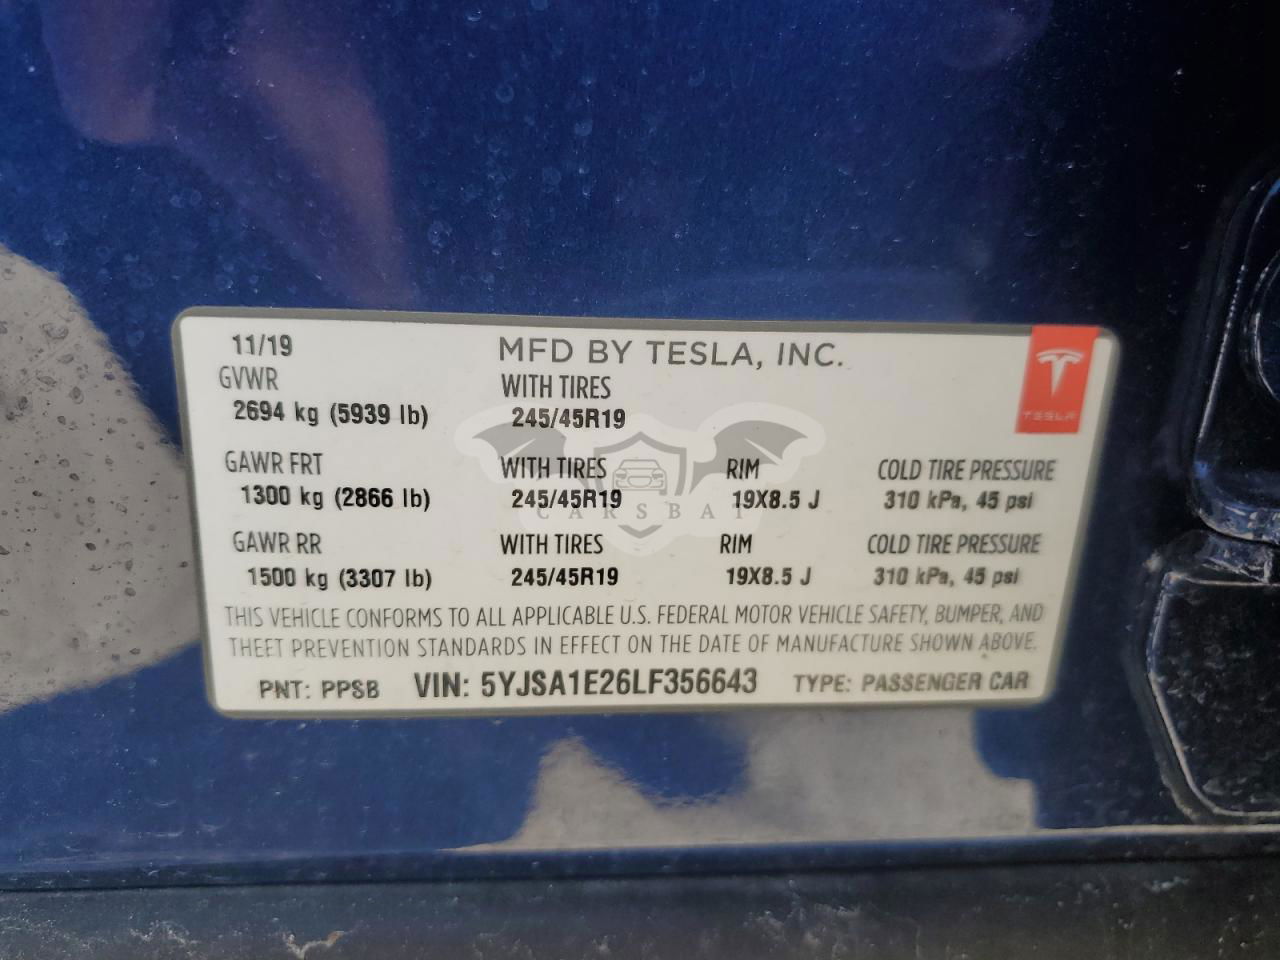 11/19
MFD BY TESLA, INC.
TESLA
GVWR
WITH TIRES
2694 kg (5939 lb)
245/45R19
GAWR FRT
WITH TIRES
RIM
COLD TIRE PRESSURE
1300 kg (2866 lb)
245/45R19
19X8.5 J
310 kPa, 45 psi
CARSBAT
GAWR RR
WITH TIRES
RIM
COLD TIRE PRESSURE
1500 kg (3307 lb)
245/45R19
19X8.5 J
310 kPa, 45 psi
THIS VEHICLE CONFORMS TO ALL APPLICABLE U.S. FEDERAL MOTOR VEHICLE SAFETY, BUMPER, AND
THEFT PREVENTION STANDARDS IN EFFECT ON THE DATE OF MANUFACTURE SHOWN ABOVE.
PNT: PPSB VIN: 5YJSA1E26LF356643 TYPE: PASSENGER CAR